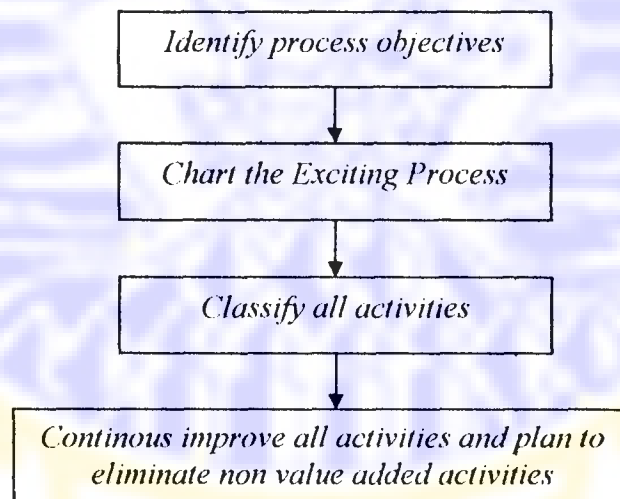 Identify process objectives
Chart the Exciting Process
Classify all activities
Continous improve all activities and plan to
eliminate non value added activities